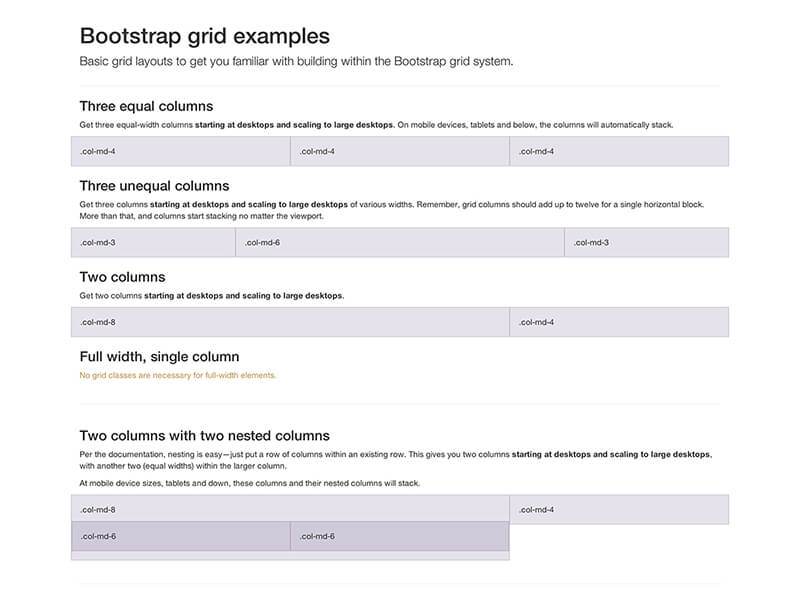 Bootstrap grid examples
Basic grid layouts to get you familiar with building within the Bootstrap grid system.
Three equal columns
Get three equal-width columns starting at desktops and scaling to large desktops. On mobile devices, tablets and below, the columns will automatically stack.
.col-md-4 .col-md-4 .col-md-4
Three unequal columns
Get three columns starting at desktops and scaling to large desktops of various widths. Remember, grid columns should add up to twelve for a single horizontal block.
More than that, and columns start stacking no matter the viewport.
.col-md-3 .col-md-6 .col-md-3
Two columns
Get two columns starting at desktops and scaling to large desktops.
.col-md-8 .col-md-4
Full width, single column
No grid classes are necessary for full-width elements.
Two columns with two nested columns
Per the documentation, nesting is easy—just put a row of columns within an existing row. This gives you two columns starting at desktops and scaling to large desktops,
with another two (equal widths) within the larger column.
At mobile device sizes, tablets and down, these columns and their nested columns will stack.
.col-md-8 .col-md-4
.col-md-6 .col-md-6